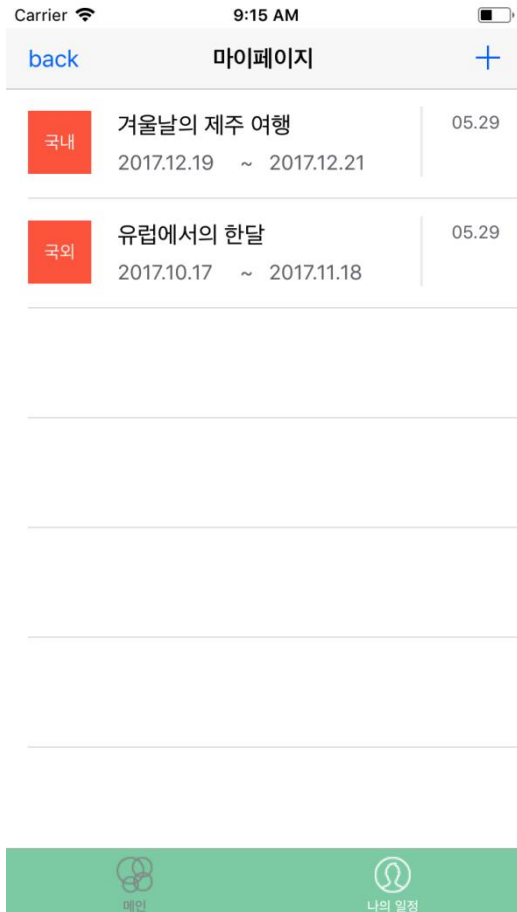 Carrier 9:15 AM
back 마이페이지 +
국내 겨울날의 제주 여행 05.29
2017.12.19 ~ 2017.12.21
국외 유럽에서의 한달 05.29
2017.10.17 ~ 2017.11.18
메인 나의 일정